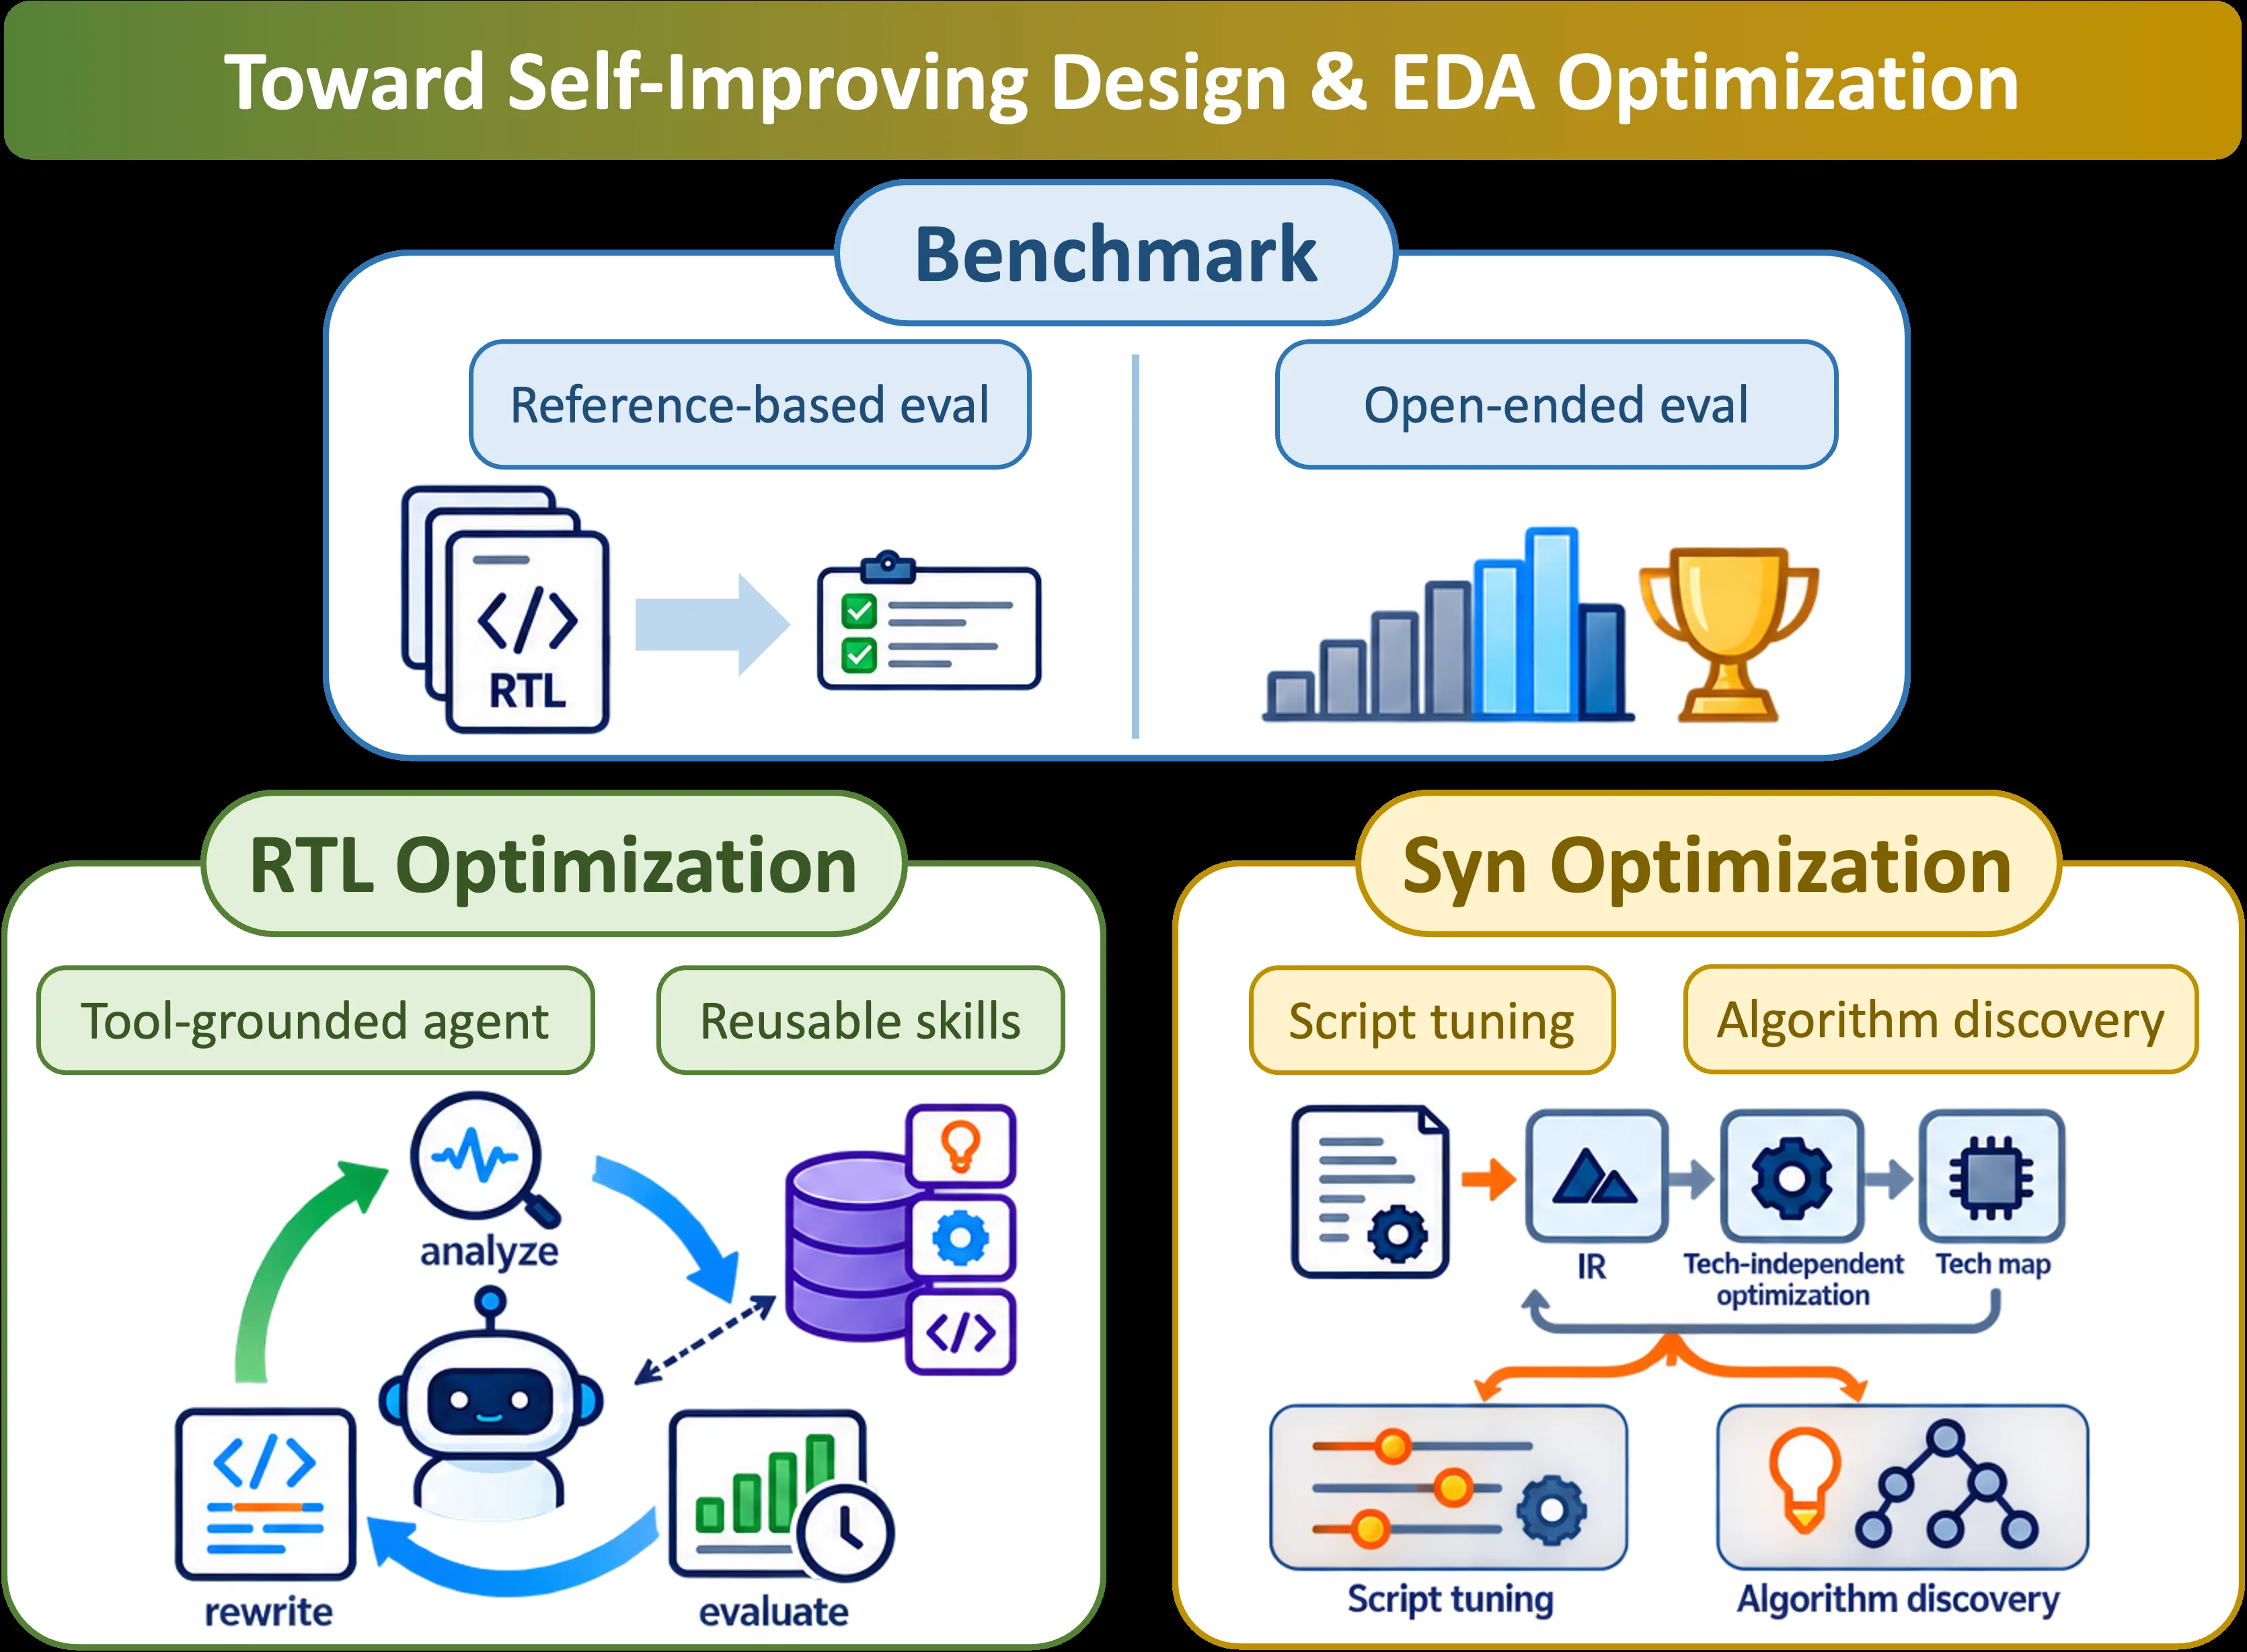 Toward Self-Improving Design & EDA Optimization
Benchmark
Reference-based eval
Open-ended eval
</>
RTL
RTL Optimization
Tool-grounded agent
Reusable skills
analyze
</>
</>
rewrite
evaluate
Syn Optimization
Script tuning
Algorithm discovery
IR
Tech-independent
optimization
Tech map
Script tuning
Algorithm discovery